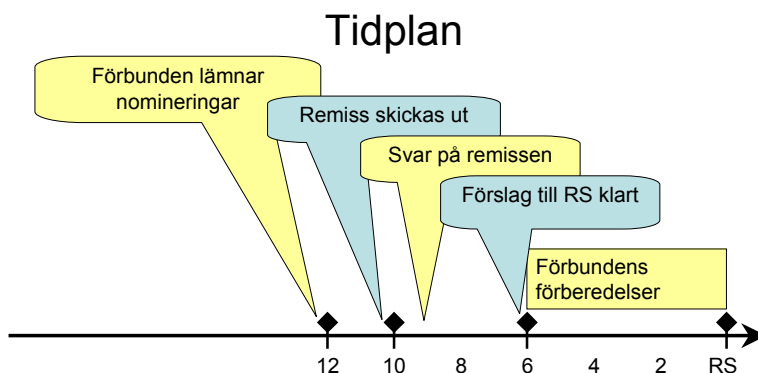 Tidplan
Förbunden lämnar
nomineringar
Remiss skickas ut
Svar på remissen
Förslag till RS klart
Förbundens
förberedelser
12 10 8 6 4 2 RS